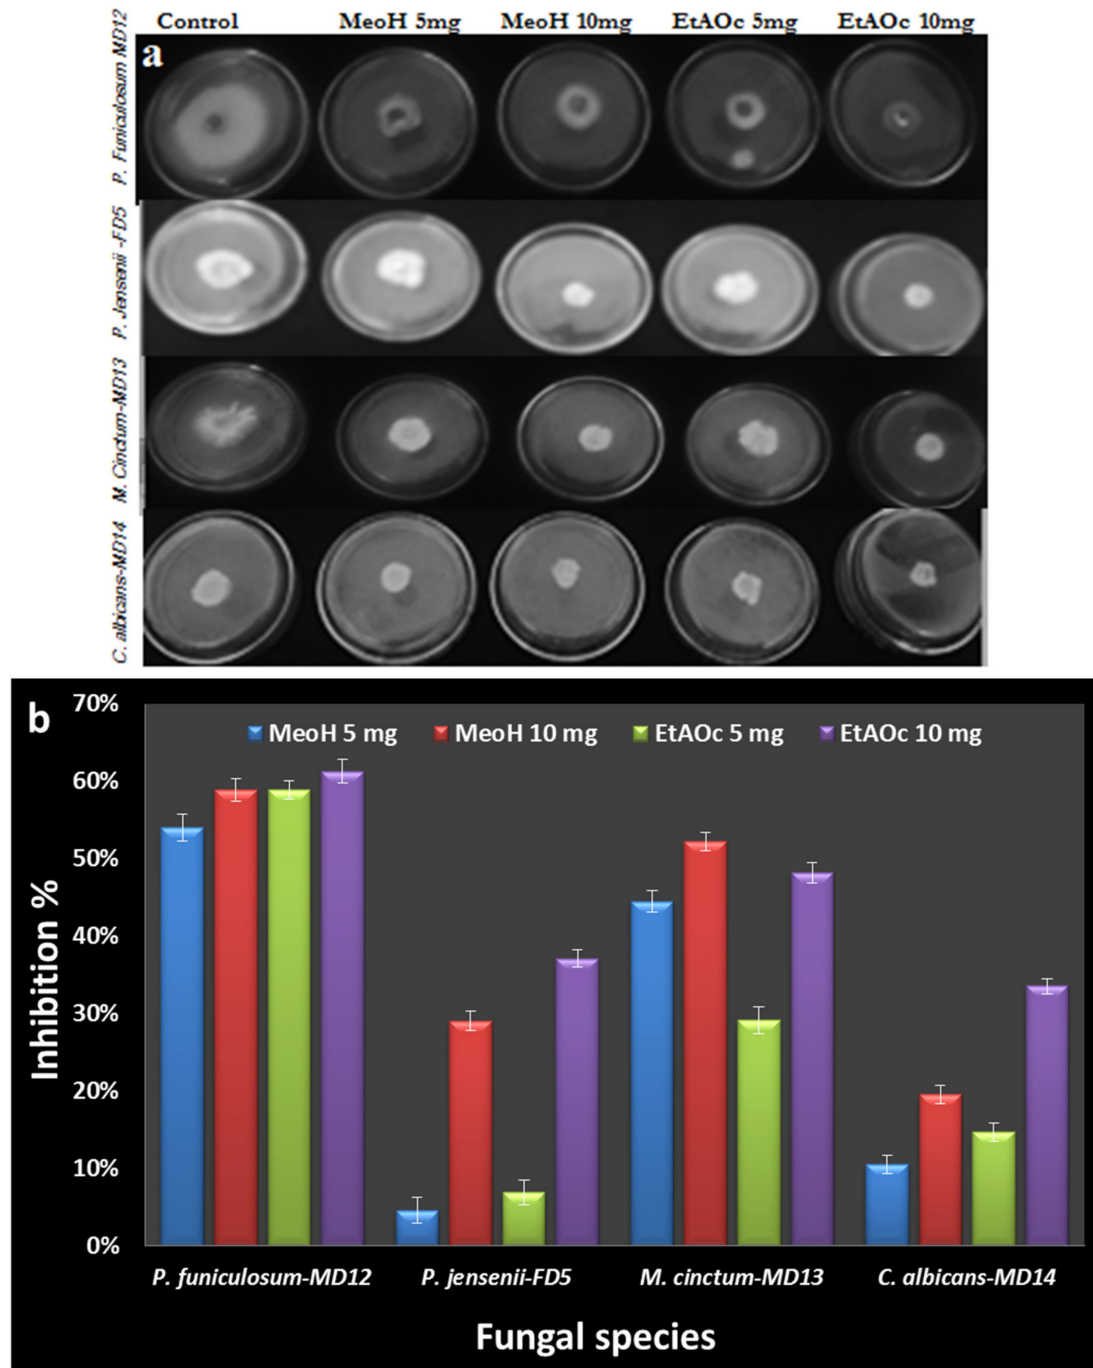 Control MeoH 5mg MeoH 10mg EtAOc 5mg EtAOc 10mg
a
P. Funiculosum MD12
P. Jensenii -FD5
M. Cinctum-MD13
C. albicans-MD14
b
70%
MeoH 5 mg MeoH 10 mg EtAOc 5 mg EtAOc 10 mg
60%
50%
40%
30%
20%
10%
0%
Inhibition %
P. funiculosum-MD12 P. jensenii-FD5 M. cinctum-MD13 C. albicans-MD14
Fungal species